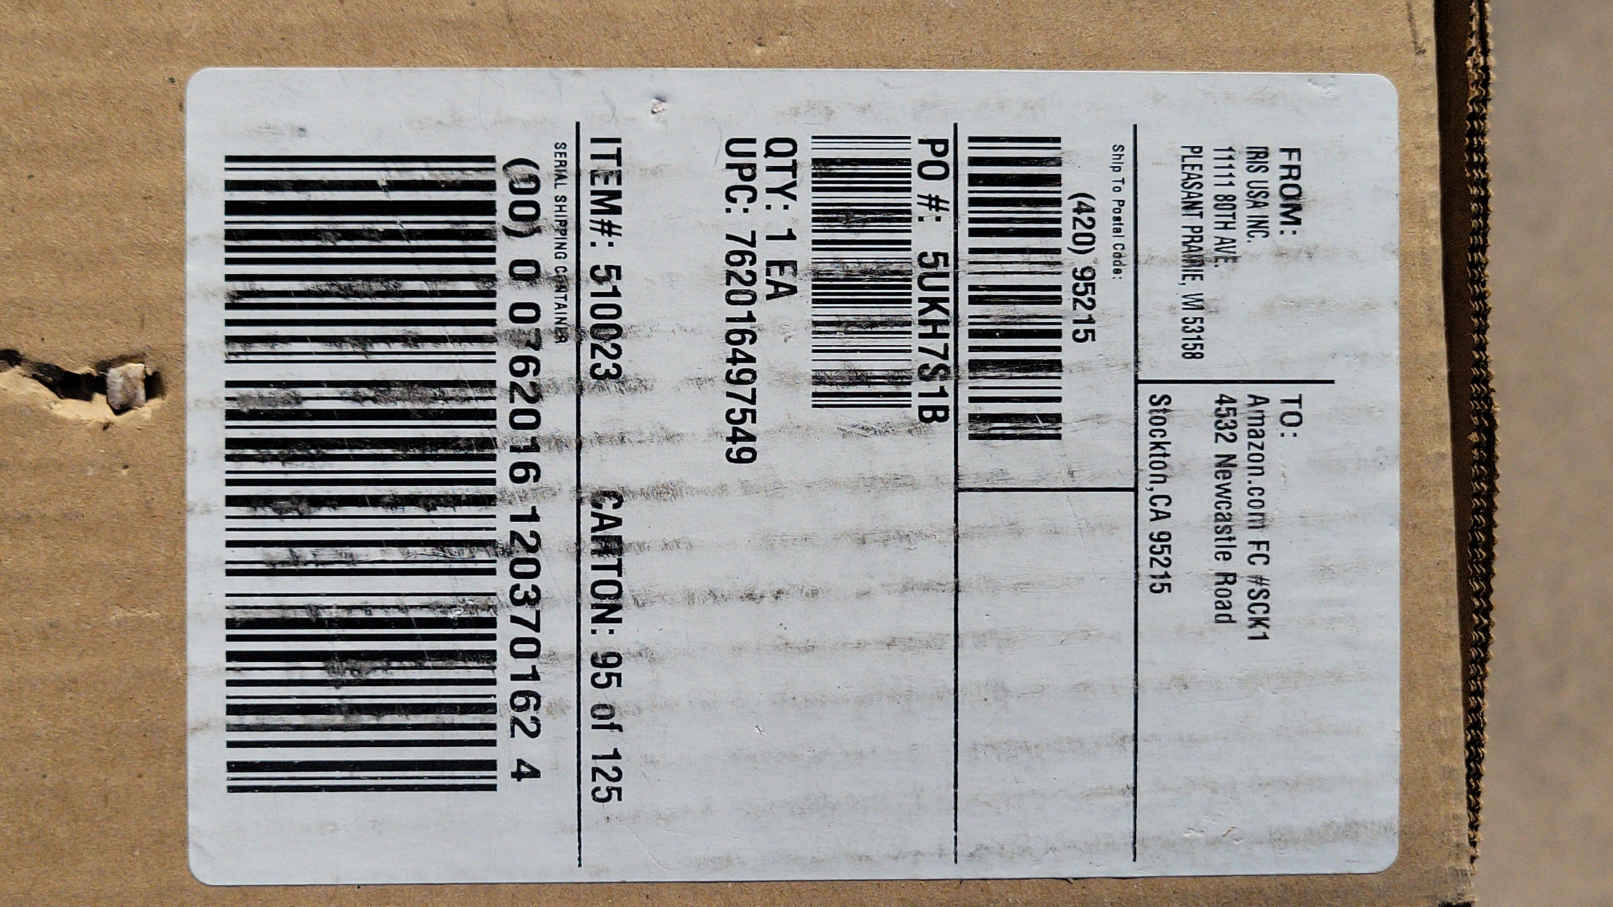 FROM:
IRIS USA INC.
11111 80TH AVE.
PLEASANT PRAIRIE, WI 53158
TO:
Amazon.com FC #SCK1
4532 Newcastle Road
Stockton,CA 95215
Ship To Postal Code:
(420) 95215
PO #: 5UKH7S1B
QTY: 1 EA
UPC: 762016497549
ITEM#: 510023 CARTON: 95 of 125
SERIAL SHIPPING CONTAINER
(00) 0 0762016 120370162 4